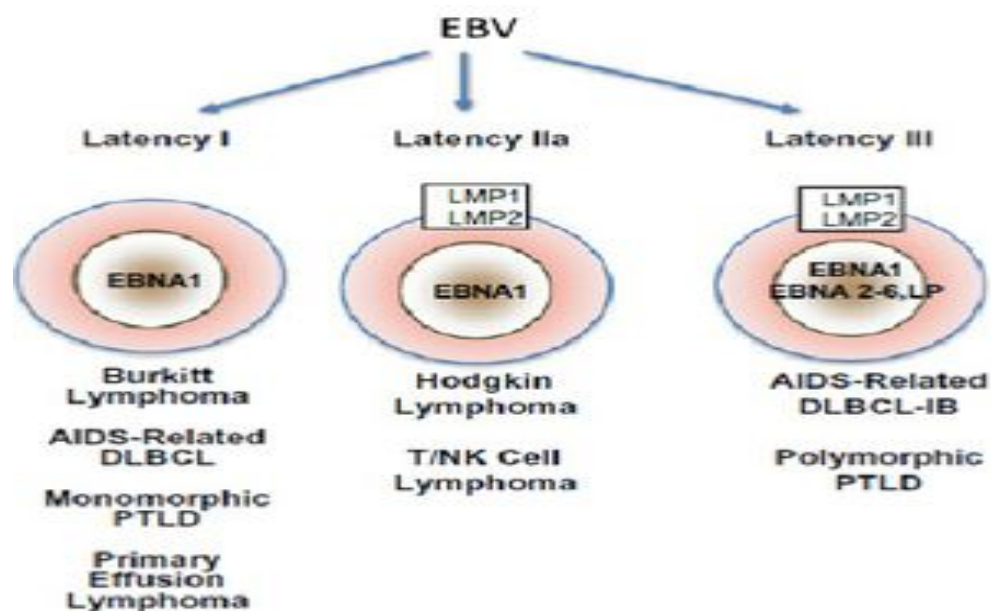 EBV
Latency I
Latency IIa
Latency III
LMP1
LMP2
LMP1
LMP2
EBNA1
EBNA1
EBNA1
EBNA 2-6,LP
Burkitt
Lymphoma
AIDS-Related
DLBCL
Monomorphic
PTLD
Primary
Effusion
Lymphoma
Hodgkin
Lymphoma
T/NK Cell
Lymphoma
AIDS-Related
DLBCL-IB
Polymorphic
PTLD